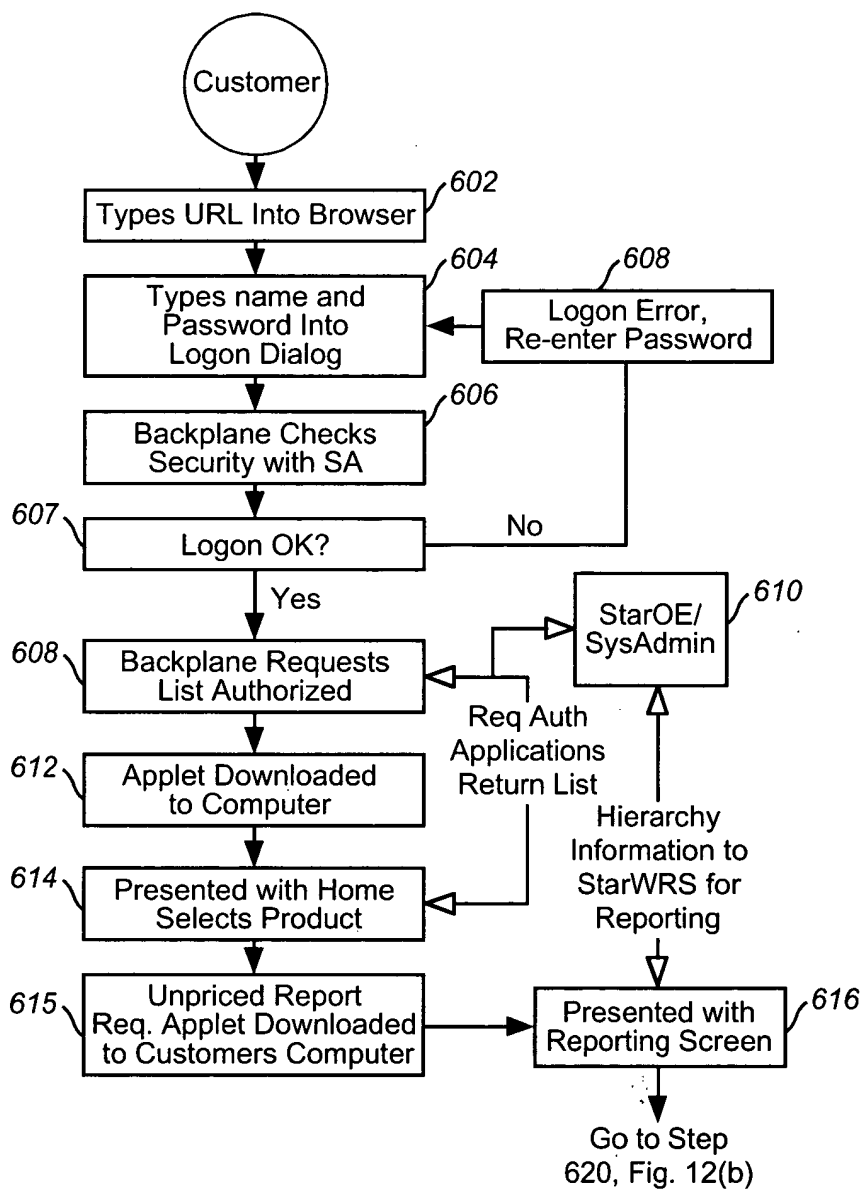 Customer
602
Types URL Into Browser
604
Types name and
Password Into
Logon Dialog
608
Logon Error,
Re-enter Password
606
Backplane Checks
Security with SA
607
Logon OK?
No
Yes
610
StarOE/
SysAdmin
608
Backplane Requests
List Authorized
Req Auth
Applications
Return List
612
Applet Downloaded
to Computer
Hierarchy
Information to
StarWRS for
Reporting
614
Presented with Home
Selects Product
615
Unpriced Report
Req. Applet Downloaded
to Customers Computer
616
Presented with
Reporting Screen
Go to Step
620, Fig. 12(b)